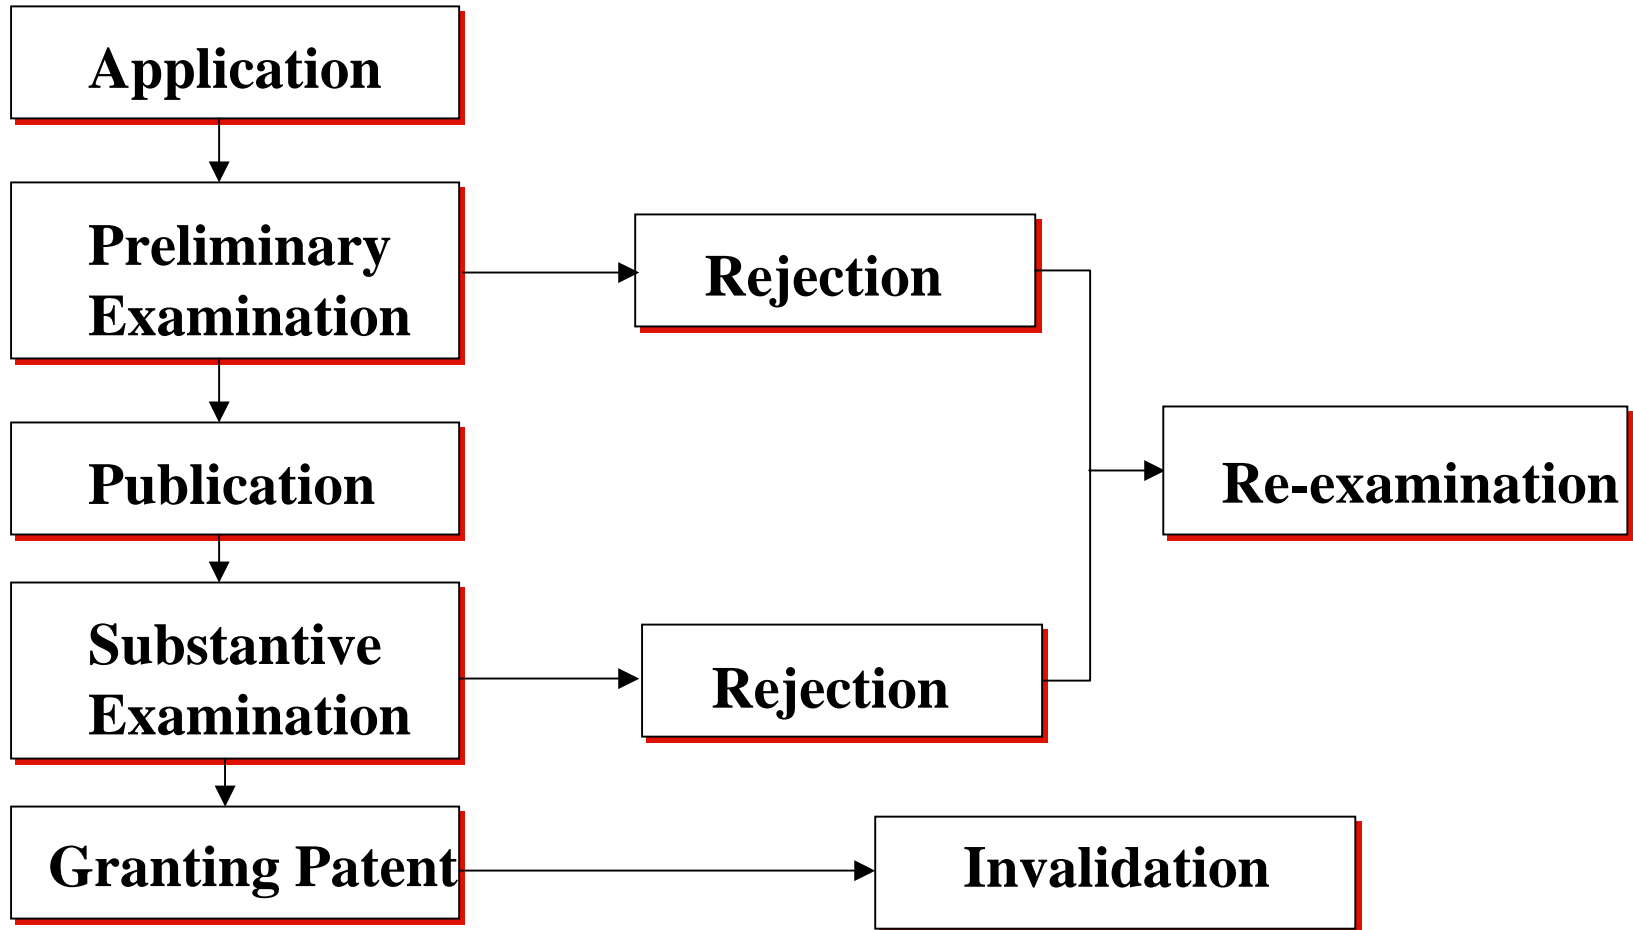 Application
Preliminary
Examination
Rejection
Publication
Re-examination
Substantive
Examination
Rejection
Granting Patent
Invalidation